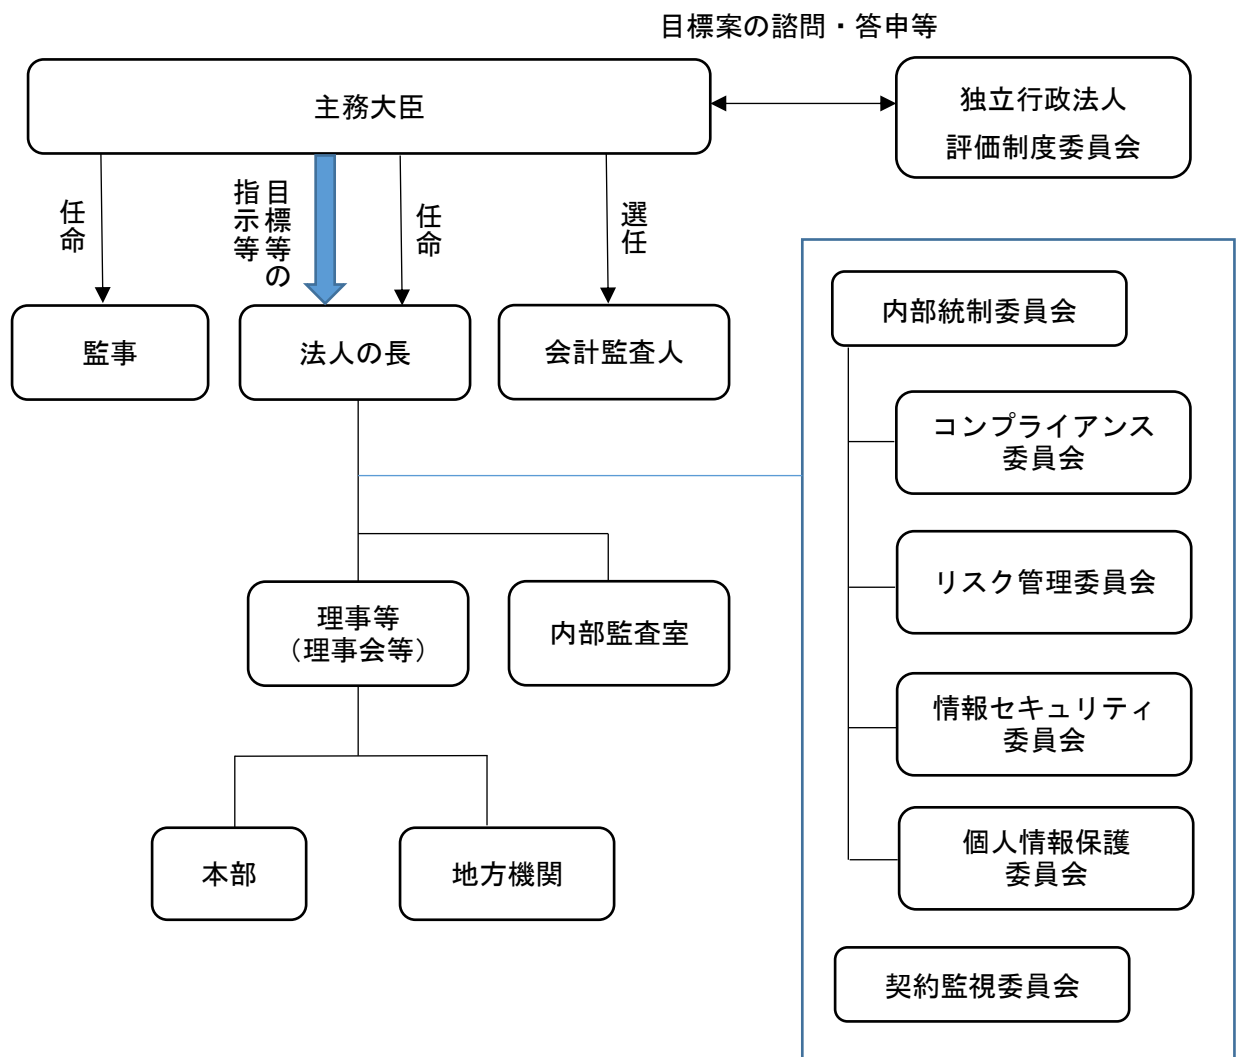 目標案の諮問・答申等
主務大臣
独立行政法人
評価制度委員会
任命
目標等の
指示等
任命
選任
監事
法人の長
会計監査人
内部統制委員会
コンプライアンス
委員会
リスク管理委員会
情報セキュリティ
委員会
個人情報保護
委員会
契約監視委員会
理事等
（理事会等）
内部監査室
本部
地方機関